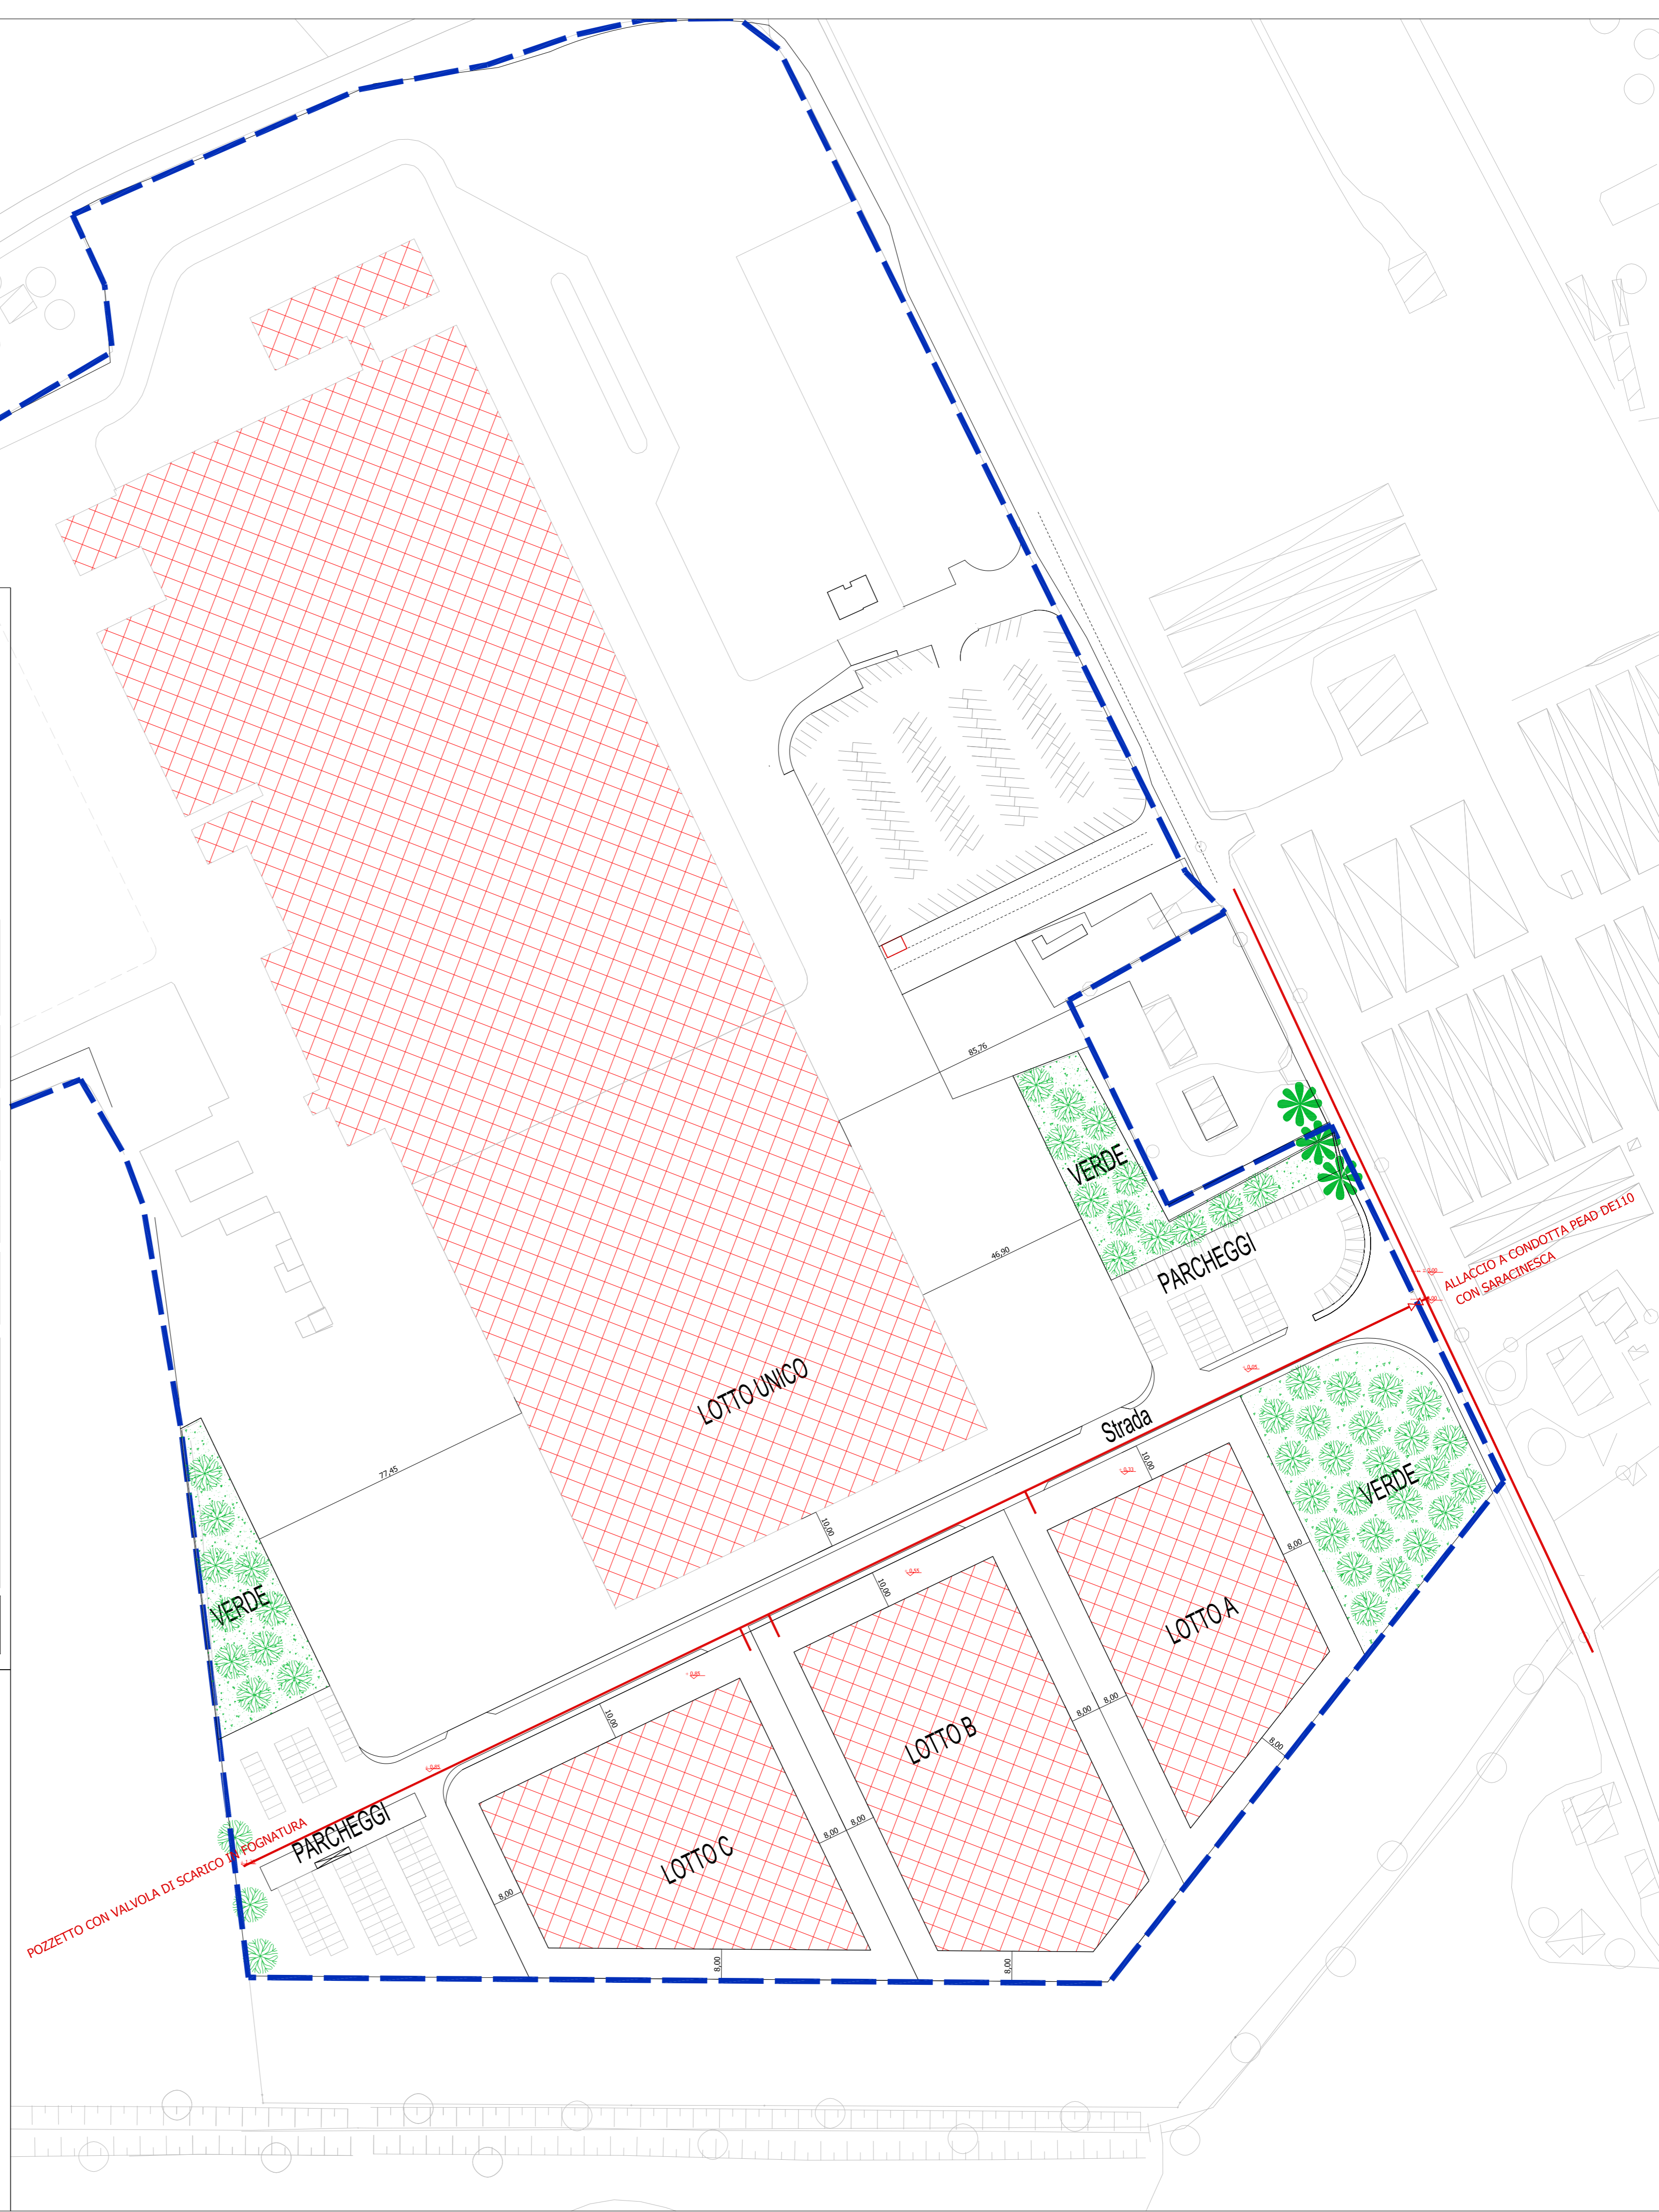 85,76
VERDE
46,90
PARCHEGGI
ALLACCIO A CONDOTTA PEAD DE110
CON SARACINESCA
LOTTO UNICO
Strada
10,00
77,45
VERDE
10,00
8,00
10,00
VERDE
LOTTO A
8,00
8,00
10,00
LOTTO B
8,00
PARCHEGGI
8,00
8,00
LOTTO C
POZZETTO CON VALVOLA DI SCARICO IN FOGNATURA
8,00
8,00
8,00